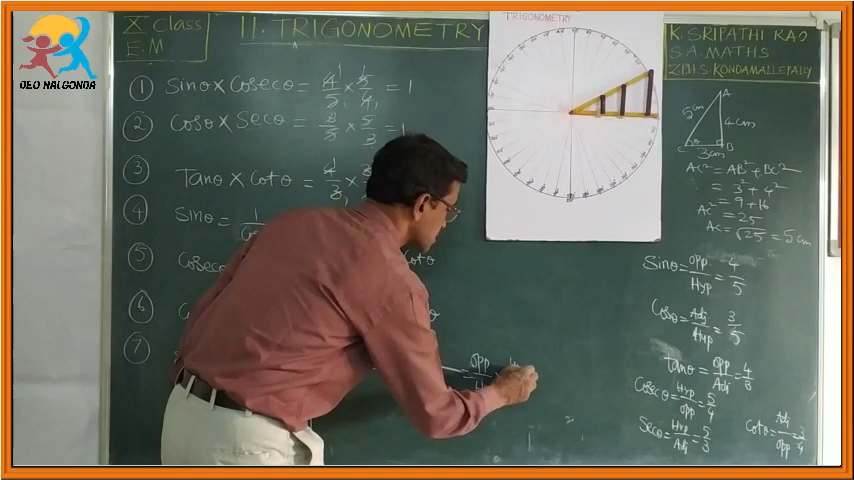 DEO NALGONDA
X Class
E.M
11. TRIGONOMETRY
TRIGONOMETRY
K. SRIPATHI RAO
S.A. MATHS
ZPHS KONDAMALLEPALLY
① Sinθ × Cosecθ = 4/5 × 5/4 = 1
② Cosθ × Secθ = 3/5 × 5/3 = 1
③ Tanθ × Cotθ = 4/3 ×
④ Sinθ = 1
⑤ Cosec Cotθ
⑥
⑦
= opp
A
5cm 4cm
C θ B
3cm
AC² = AB² + BC²
= 3² + 4²
= 9 + 16
AC² = 25
AC = √25 = 5cm
Sinθ = opp/Hyp = 4/5
Cosθ = Adj/Hyp = 3/5
Tanθ = opp/Adj = 4/3
Cosecθ = Hyp/opp = 5/4
Secθ = Hyp/Adj = 5/3
Cotθ = Adj/opp = 3/4